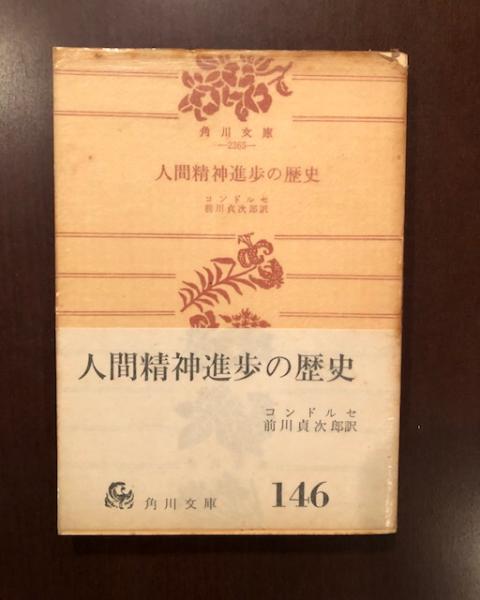 角川文庫
—2365—
人間精神進歩の歴史
コンドルセ
前川貞次郎訳
人間精神進歩の歴史
コンドルセ
前川貞次郎訳
角川文庫
146